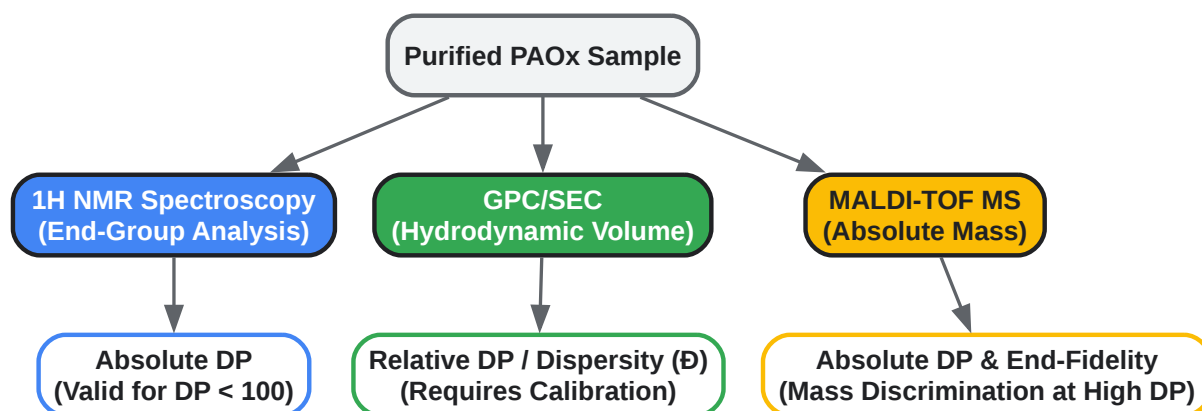 Purified PAOx Sample
1H NMR Spectroscopy
(End-Group Analysis)
GPC/SEC
(Hydrodynamic Volume)
MALDI-TOF MS
(Absolute Mass)
Absolute DP
(Valid for DP < 100)
Relative DP / Dispersity (Đ)
(Requires Calibration)
Absolute DP & End-Fidelity
(Mass Discrimination at High DP)